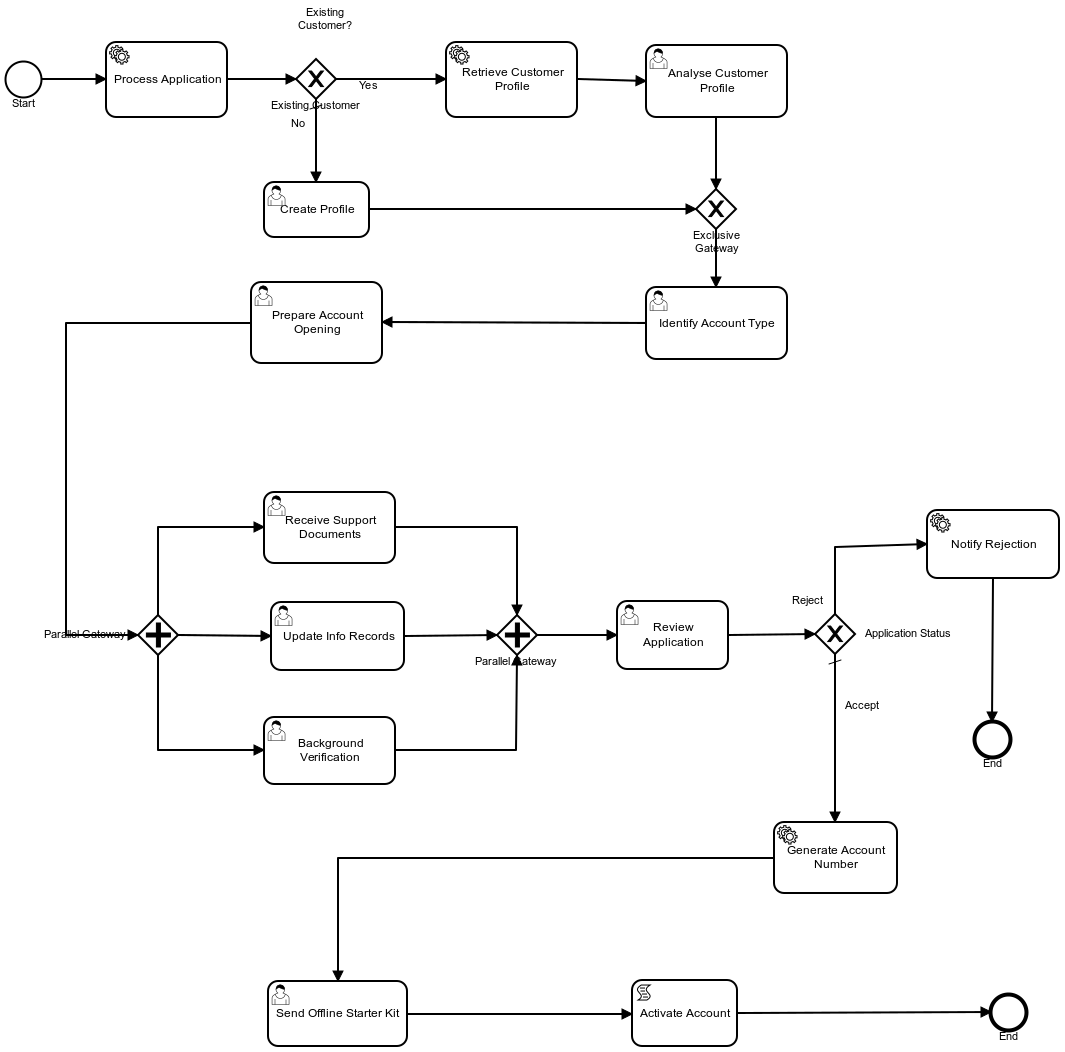 Existing
Customer?
Start
Process Application
Existing Customer
Yes
No
Retrieve Customer
Profile
Analyse Customer
Profile
Create Profile
Exclusive
Gateway
Prepare Account
Opening
Identify Account Type
Receive Support
Documents
Parallel Gateway
Update Info Records
Parallel Gateway
Background
Verification
Review
Application
Reject
Application Status
Accept
Notify Rejection
End
Generate Account
Number
Send Offline Starter Kit
Activate Account
End